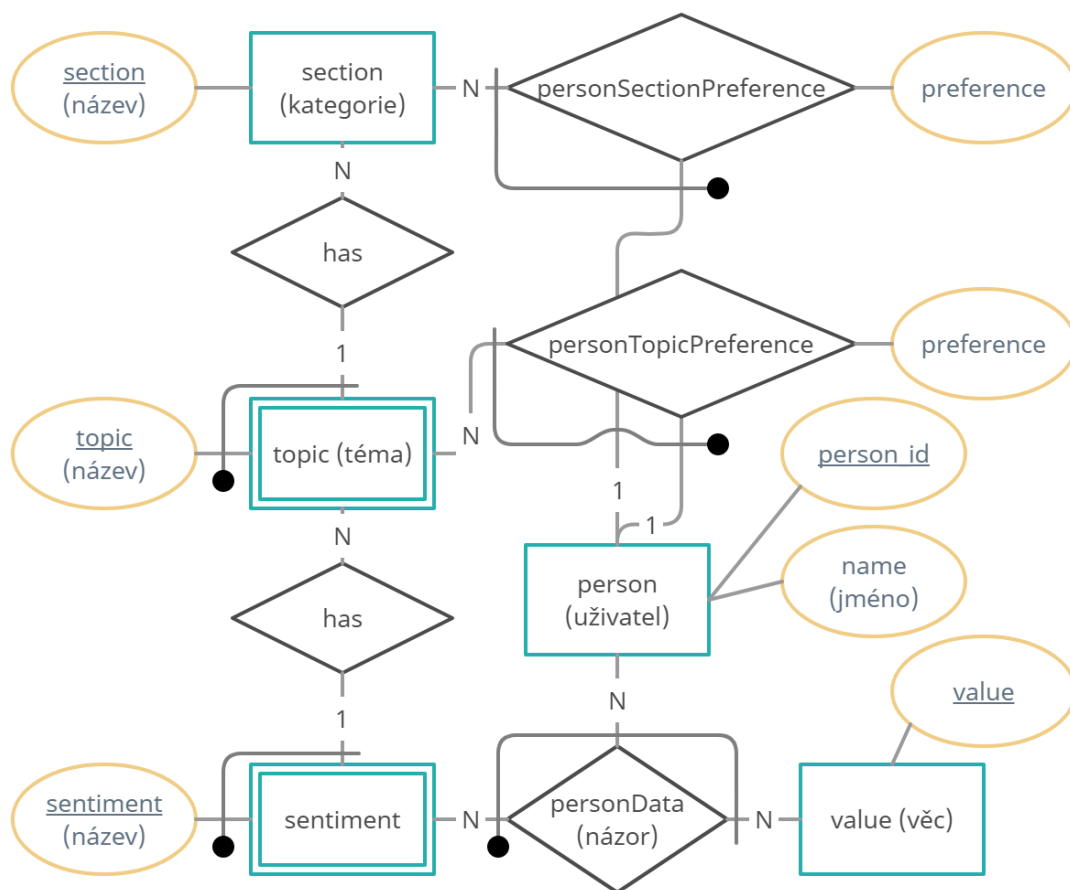 section
(název)
section
(kategorie)
N
personSectionPreference
preference
N
has
1
personTopicPreference
preference
N
topic
(název)
topic (téma)
person_id
1
1
N
name
(jméno)
person
(uživatel)
has
value
N
1
sentiment
(název)
sentiment
N
personData
(názor)
N
value (věc)